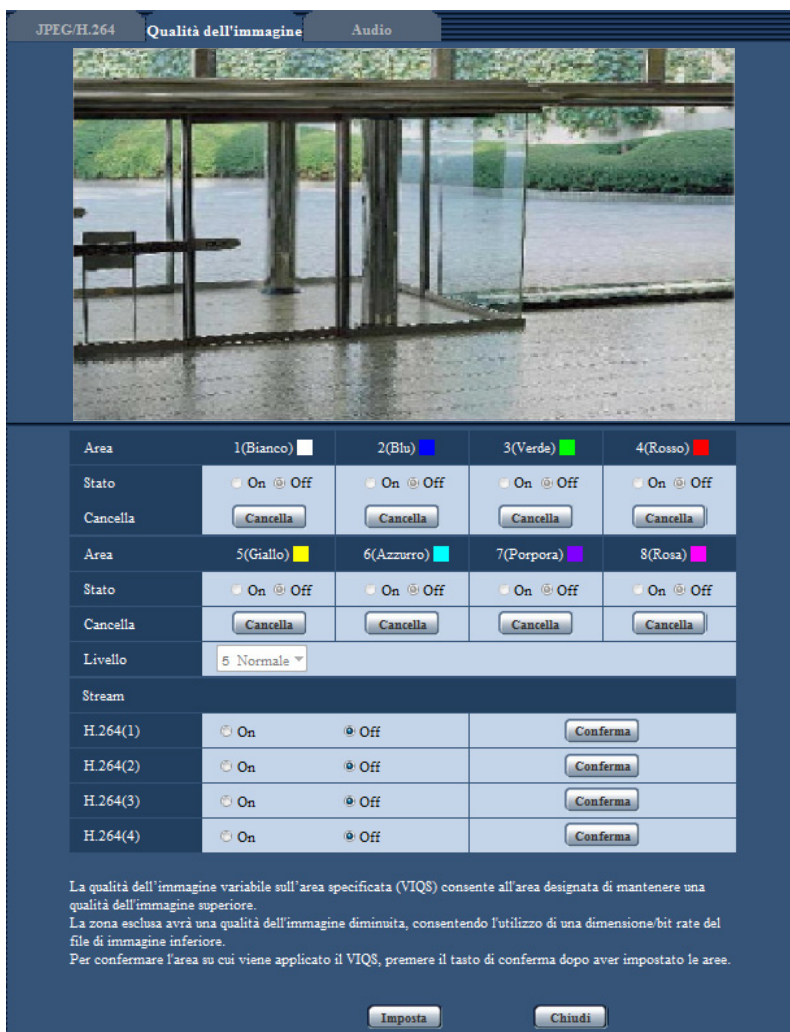 JPEG/H.264 Qualità dell'immagine Audio
Area 1(Bianco) 2(Blu) 3(Verde) 4(Rosso)
Stato On Off On Off On Off On Off
Cancella Cancella Cancella Cancella Cancella
Area 5(Giallo) 6(Azzurro) 7(Porpora) 8(Rosa)
Stato On Off On Off On Off On Off
Cancella Cancella Cancella Cancella Cancella
Livello 5 Normale
Stream
H.264(1) On Off Conferma
H.264(2) On Off Conferma
H.264(3) On Off Conferma
H.264(4) On Off Conferma
La qualità dell'immagine variabile sull'area specificata (VIQS) consente all'area designata di mantenere una
qualità dell'immagine superiore.
La zona esclusa avrà una qualità dell'immagine diminuita, consentendo l'utilizzo di una dimensione/bit rate del
file di immagine inferiore.
Per confermare l'area su cui viene applicato il VIQS, premere il tasto di conferma dopo aver impostato le aree.
Imposta Chiudi